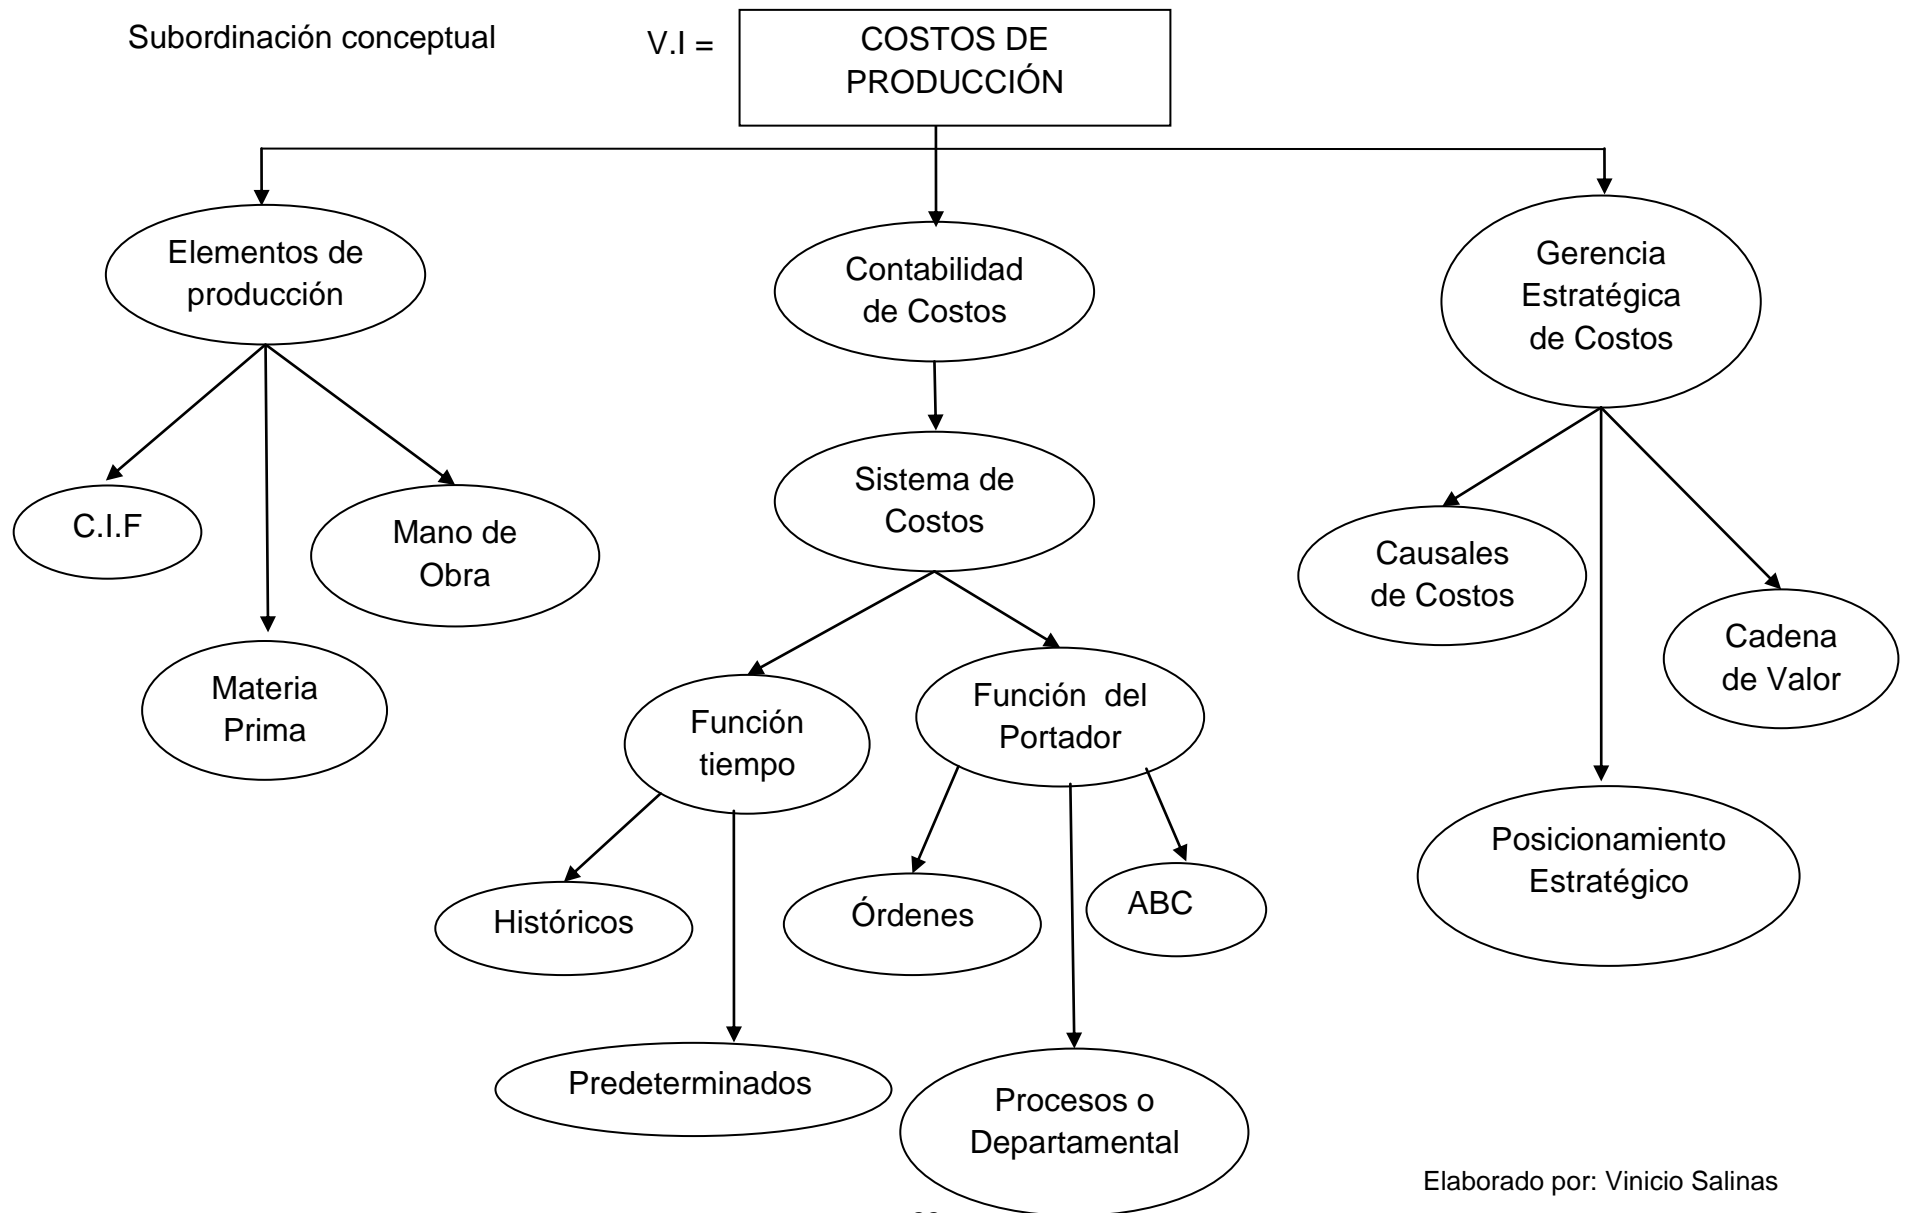 Subordinación conceptual
V.I =
COSTOS DE
PRODUCCIÓN
Elementos de
producción
Contabilidad
de Costos
Gerencia
Estratégica
de Costos
C.I.F
Mano de
Obra
Materia
Prima
Sistema de
Costos
Causales
de Costos
Cadena
de Valor
Posicionamiento
Estratégico
Función
tiempo
Función  del
Portador
Históricos
Órdenes
ABC
Predeterminados
Procesos o
Departamental
Elaborado por: Vinicio Salinas